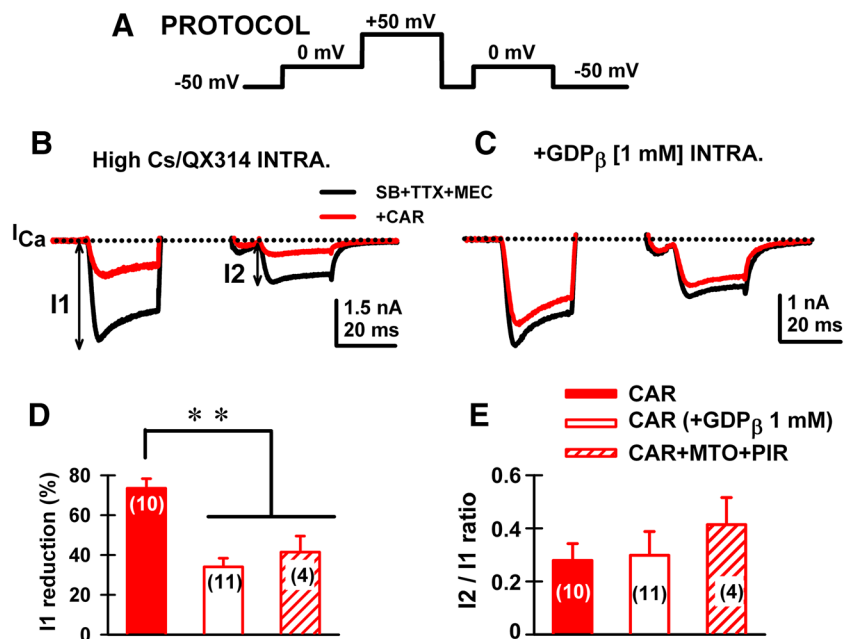 A PROTOCOL
+50 mV
0 mV
0 mV
-50 mV
-50 mV
B
High Cs/QX314 INTRA.
C
+GDPβ [1 mM] INTRA.
SB+TTX+MEC
+CAR
ICa
I1
I2
1.5 nA
20 ms
1 nA
20 ms
D
* *
I1 reduction (%)
80
60
40
20
0
(10)
(11)
(4)
E
CAR
CAR (+GDPβ 1 mM)
CAR+MTO+PIR
I2 / I1 ratio
0.6
0.4
0.2
0
(10)
(11)
(4)